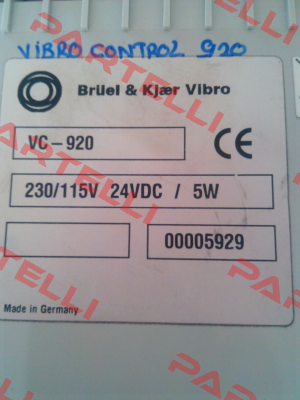 VIBRO CONTROL 920
Brüel & Kjær Vibro
VC-920
CE
230/115V 24VDC / 5W
00005929
Made in Germany
PARTELLI
PARTELLI
PARTELLI
PARTELLI